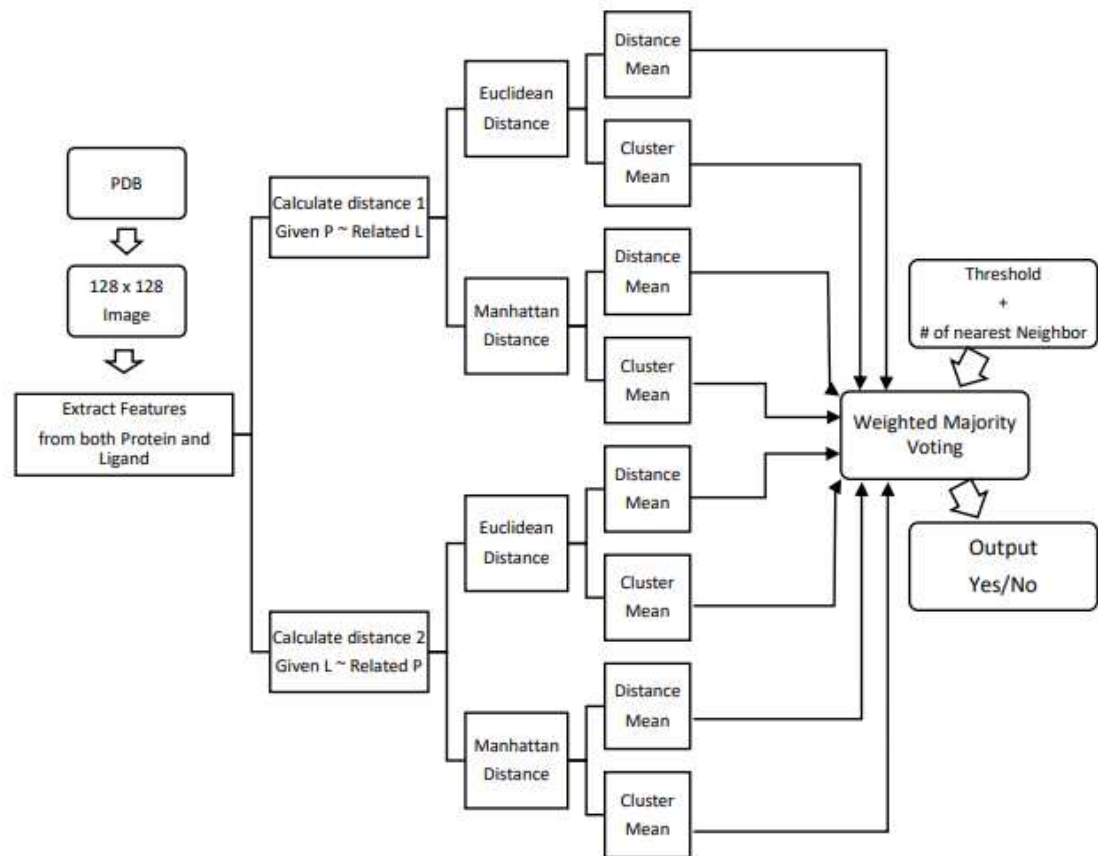 PDB
128 x 128
Image
Extract Features
from both Protein and
Ligand
Calculate distance 1
Given P ~ Related L
Calculate distance 2
Given L ~ Related P
Euclidean
Distance
Manhattan
Distance
Euclidean
Distance
Manhattan
Distance
Distance
Mean
Cluster
Mean
Distance
Mean
Cluster
Mean
Distance
Mean
Cluster
Mean
Distance
Mean
Cluster
Mean
Threshold
+
# of nearest Neighbor
Weighted Majority
Voting
Output
Yes/No